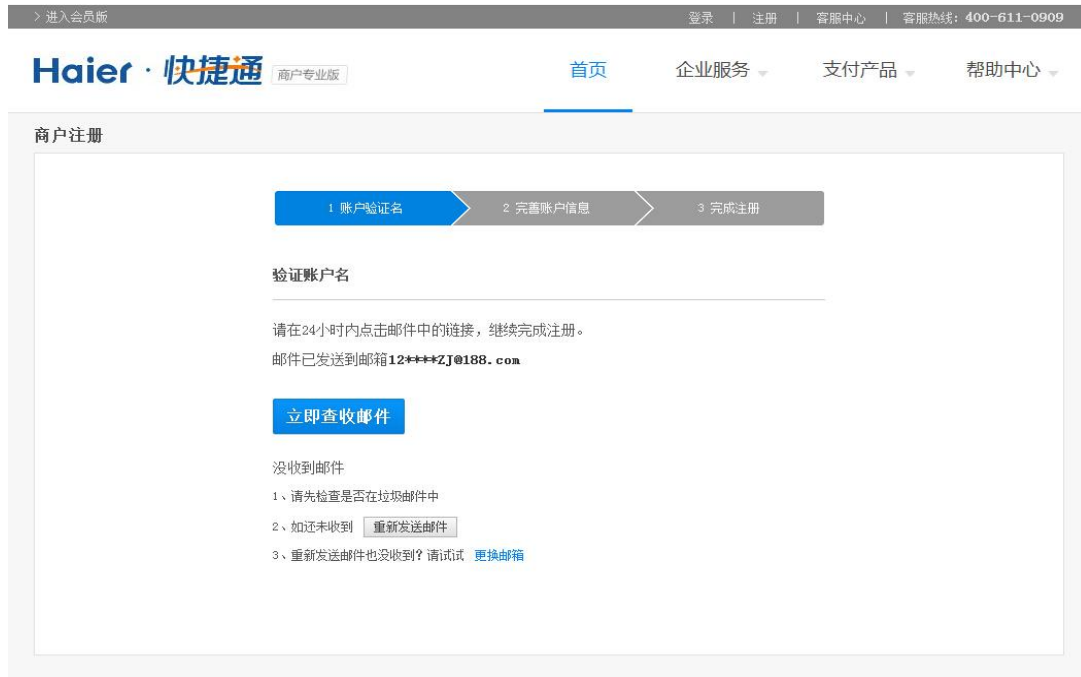 > 进入会员版 登录 | 注册 | 客服中心 | 客服热线：400-611-0909
Haier · 快捷通 商户专业版 首页 企业服务 支付产品 帮助中心
商户注册
1 账户验证名 2 完善账户信息 3 完成注册
验证账户名
请在24小时内点击邮件中的链接，继续完成注册。
邮件已发送到邮箱12****ZJ@188.com
立即查收邮件
没收到邮件
1、请先检查是否在垃圾邮件中
2、如还未收到 重新发送邮件
3、重新发送邮件也没收到？请试试 更换邮箱